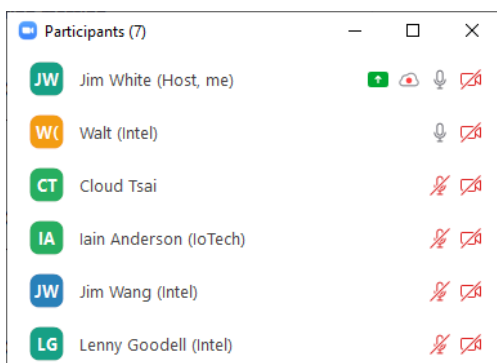 Participants (7)
JW Jim White (Host, me)
W( Walt (Intel)
CT Cloud Tsai
IA Iain Anderson (IoTech)
JW Jim Wang (Intel)
LG Lenny Goodell (Intel)